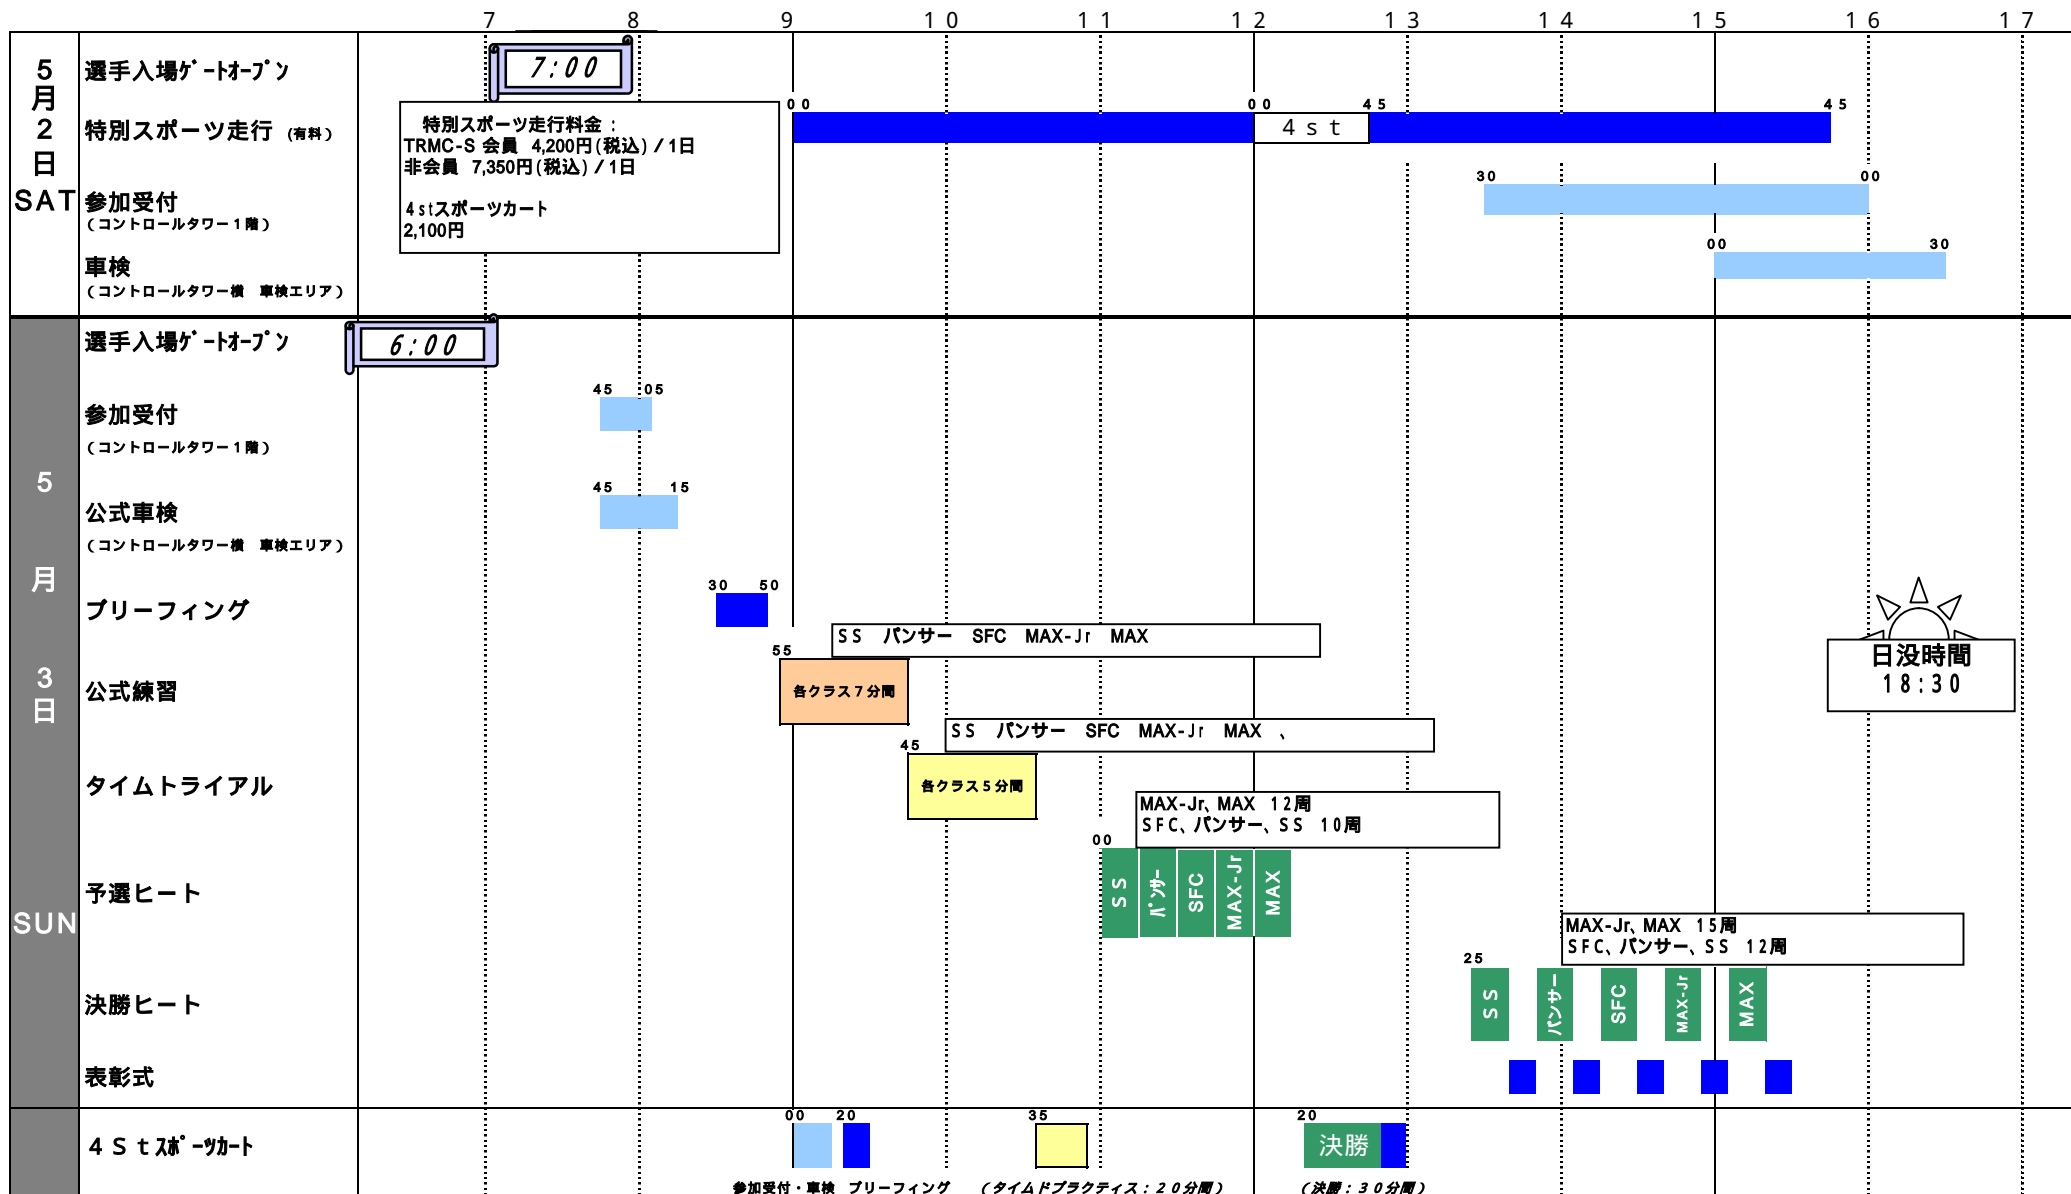 7 8 9 10 11 12 13 14 15 16 17
5月2日 SAT
選手入場ｹﾞｰﾄｵｰﾌﾟﾝ
7:00
特別スポーツ走行 (有料)
00 00 45 45
4st
特別スポーツ走行料金：
TRMC-S 会員 4,200円(税込)/1日
非会員 7,350円(税込)/1日
4stスポーツカート
2,100円
参加受付
（コントロールタワー1階）
30 00
車検
（コントロールタワー横 車検エリア）
00 30
5月3日 SUN
選手入場ｹﾞｰﾄｵｰﾌﾟﾝ
6:00
参加受付
（コントロールタワー1階）
45 05
公式車検
（コントロールタワー横 車検エリア）
45 15
ブリーフィング
30 50
SS パンサー SFC MAX-Jr MAX
公式練習
55
各クラス7分間
日没時間
18:30
SS パンサー SFC MAX-Jr MAX 、
タイムトライアル
45
各クラス5分間
MAX-Jr、MAX 12周
SFC、パンサー、SS 10周
予選ヒート
00
SS ﾊﾟﾝｻｰ SFC MAX-Jr MAX
MAX-Jr、MAX 15周
SFC、パンサー、SS 12周
決勝ヒート
25
SS パンサー SFC MAX-Jr MAX
表彰式
4Stｽﾎﾟｰﾂカート
00 20 35 20
決勝
参加受付・車検 ブリーフィング （タイムドプラクティス：20分間） （決勝：30分間）